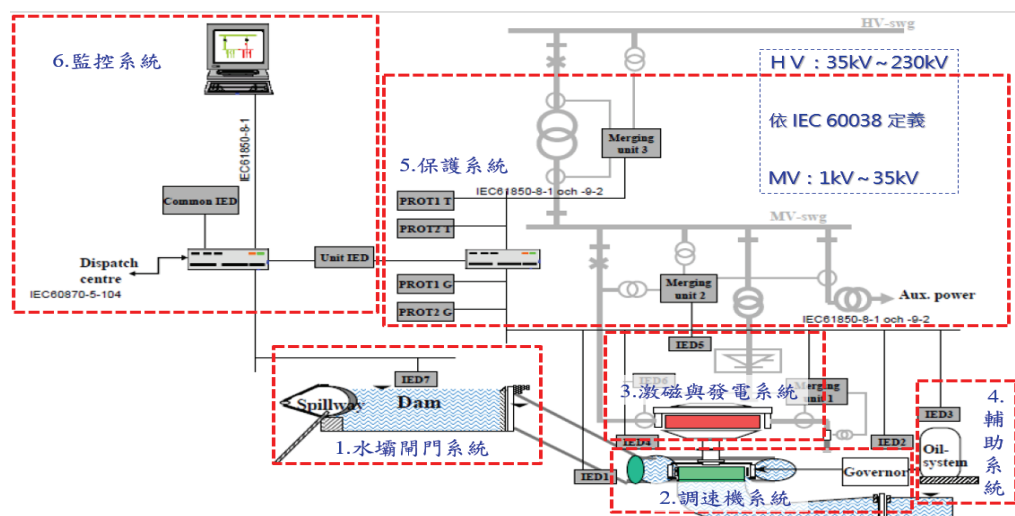 6.監控系統
IEC61850-8-1
Common IED
Dispatch
centre
IEC60870-5-104
Unit IED
5.保護系統
IEC61850-8-1 och -9-2
PROT1 T
PROT2 T
PROT1 G
PROT2 G
HV-swg
HV：35kV～230kV
依 IEC 60038 定義
MV：1kV～35kV
Merging
unit 3
MV-swg
Merging
unit 2
Aux. power
IEC61850-8-1 och -9-2
IED5
IED7
Spillway
Dam
1.水壩閘門系統
IED6
3.激磁與發電系統
Merging
unit 1
IED4
IED2
IED3
4.輔助系統
Oil-
system
IED1
Governor
2.調速機系統